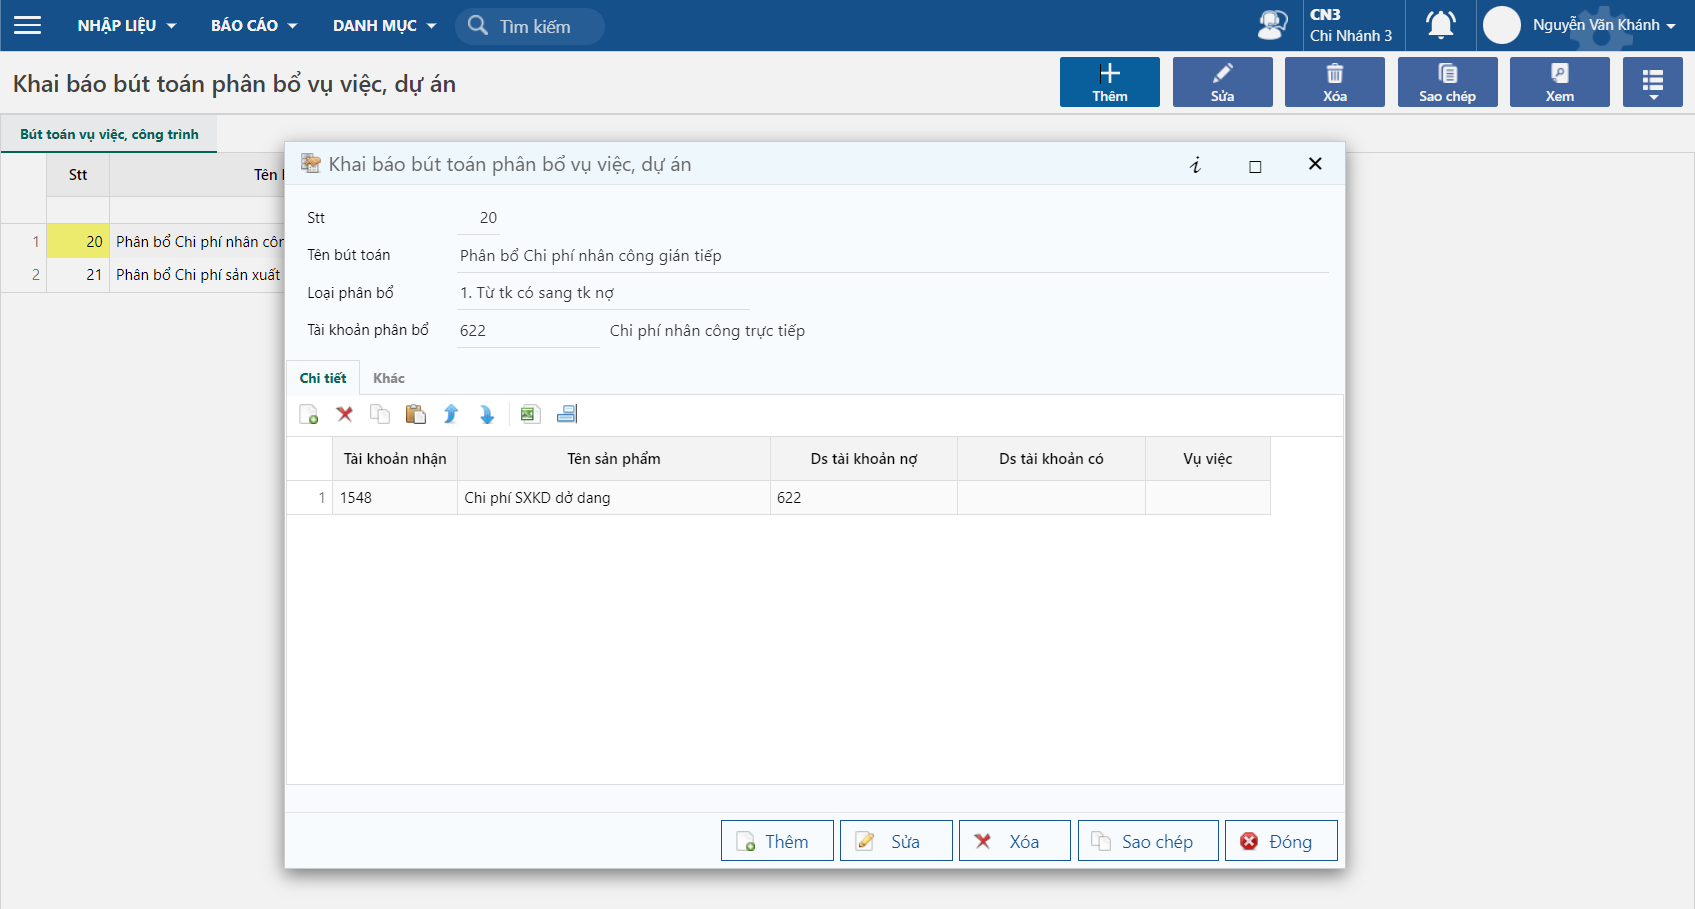 NHẬP LIỆU
BÁO CÁO
DANH MỤC
Tìm kiếm
CN3
Chi Nhánh 3
Nguyễn Văn Khánh
Khai báo bút toán phân bổ vụ việc, dự án
Thêm
Sửa
Xóa
Sao chép
Xem
Bút toán vụ việc, công trình
Stt
Tên
1 20 Phân bổ Chi phí nhân côn
2 21 Phân bổ Chi phí sản xuất
Khai báo bút toán phân bổ vụ việc, dự án
Stt 20
Tên bút toán Phân bổ Chi phí nhân công gián tiếp
Loại phân bổ 1. Từ tk có sang tk nợ
Tài khoản phân bổ 622 Chi phí nhân công trực tiếp
Chi tiết Khác
Tài khoản nhận Tên sản phẩm Ds tài khoản nợ Ds tài khoản có Vụ việc
1 1548 Chi phí SXKD dở dang 622
Thêm Sửa Xóa Sao chép Đóng